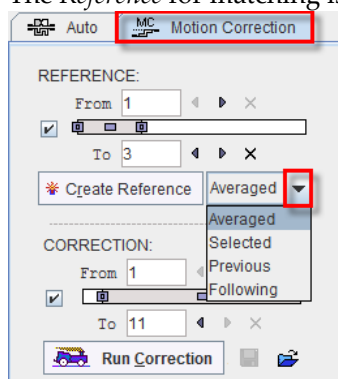 The Reference for matching is
Auto MC Motion Correction
REFERENCE:
From 1
To 3
Create Reference Averaged
Averaged
Selected
Previous
Following
CORRECTION:
From 1
To 11
Run Correction